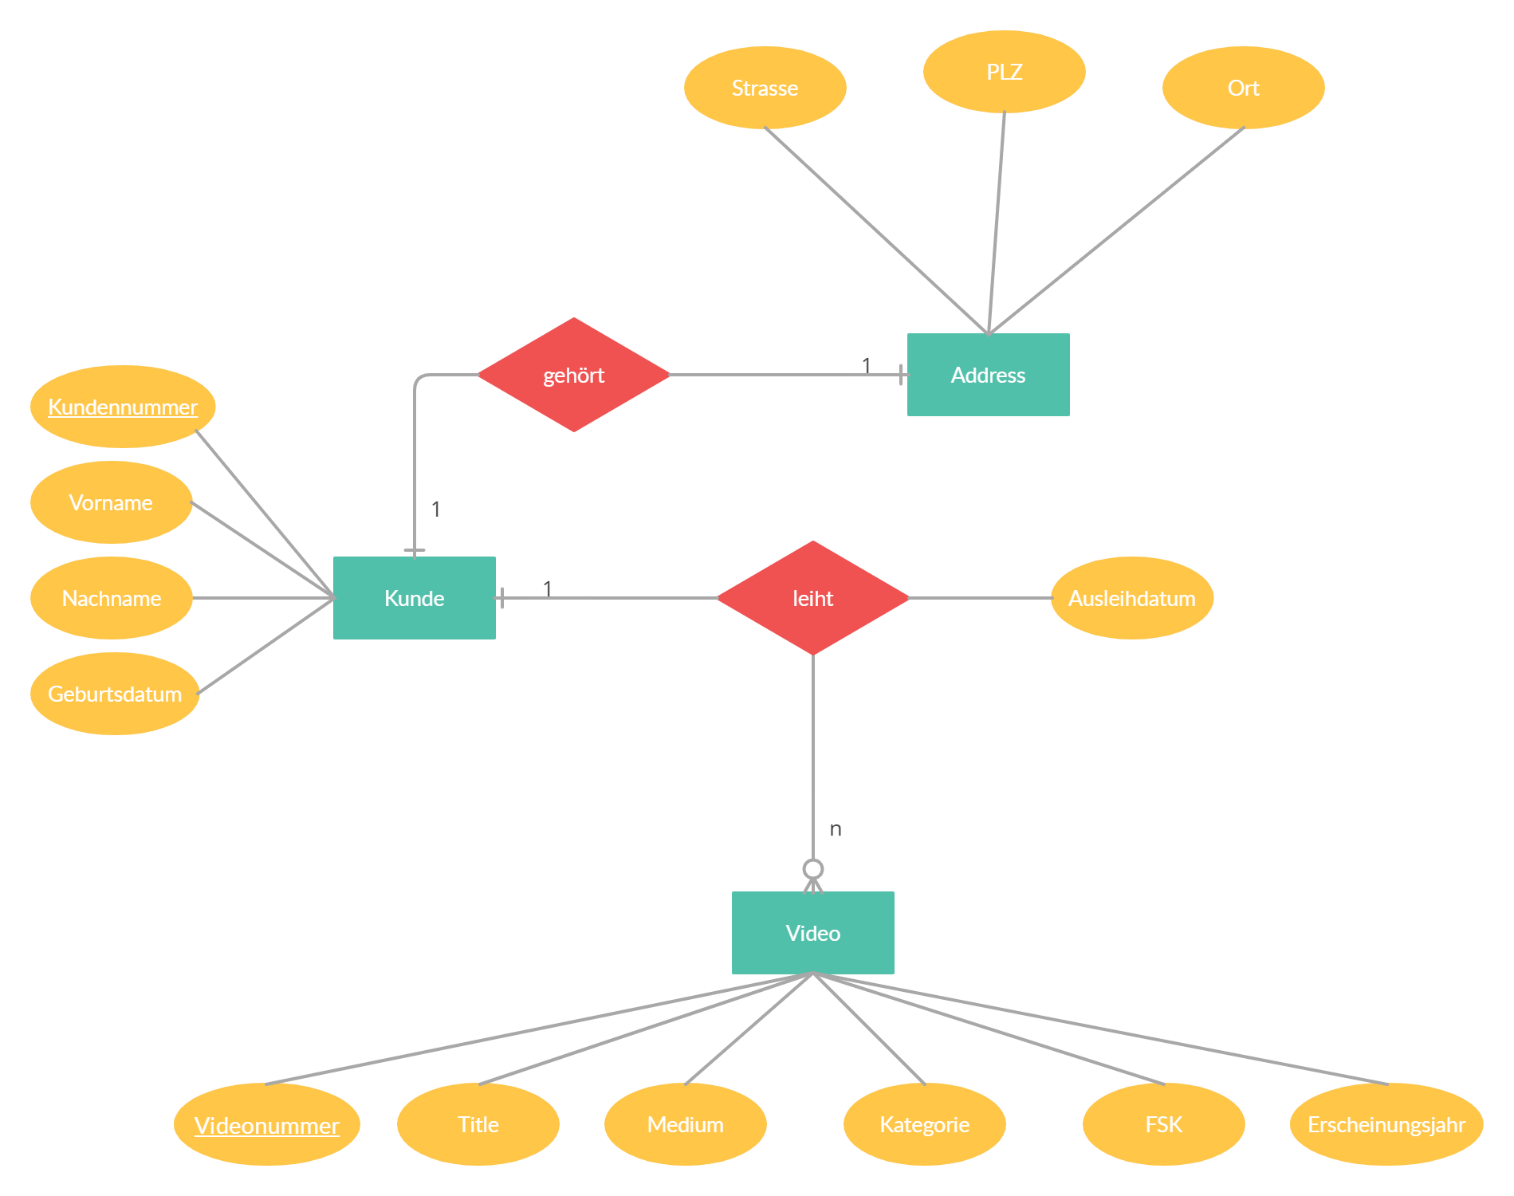 Strasse
PLZ
Ort
gehört
1
Address
Kundennummer
Vorname
1
Nachname
Kunde
1
leiht
Ausleihdatum
Geburtsdatum
n
Video
Videonummer
Title
Medium
Kategorie
FSK
Erscheinungsjahr